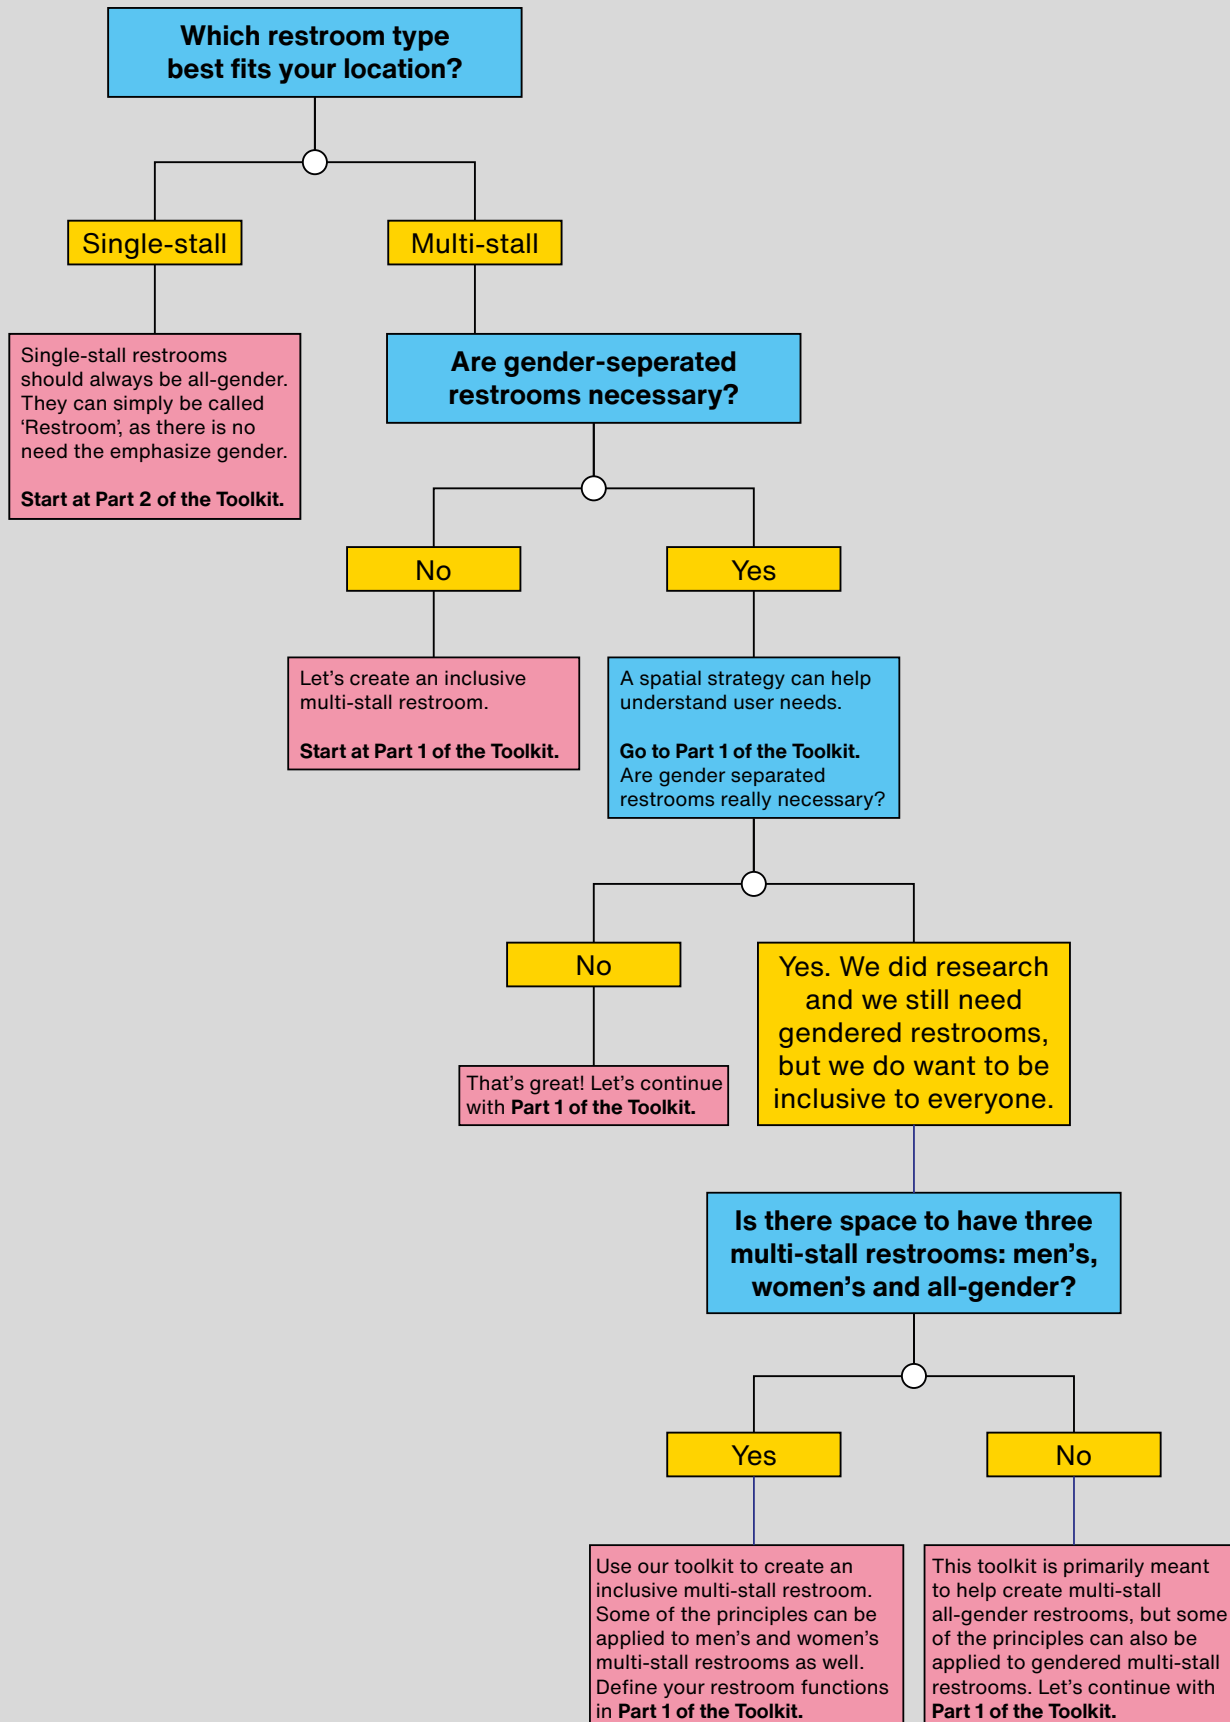 Which restroom type
best fits your location?
Single-stall
Multi-stall
Single-stall restrooms
should always be all-gender.
They can simply be called
‘Restroom’, as there is no
need the emphasize gender.
Start at Part 2 of the Toolkit.
Are gender-seperated
restrooms necessary?
No
Yes
Let’s create an inclusive
multi-stall restroom.
Start at Part 1 of the Toolkit.
A spatial strategy can help
understand user needs.
Go to Part 1 of the Toolkit.
Are gender separated
restrooms really necessary?
No
Yes. We did research
and we still need
gendered restrooms,
but we do want to be
inclusive to everyone.
That’s great! Let’s continue
with Part 1 of the Toolkit.
Is there space to have three
multi-stall restrooms: men’s,
women’s and all-gender?
Yes
No
Use our toolkit to create an
inclusive multi-stall restroom.
Some of the principles can be
applied to men’s and women’s
multi-stall restrooms as well.
Define your restroom functions
in Part 1 of the Toolkit.
This toolkit is primarily meant
to help create multi-stall
all-gender restrooms, but some
of the principles can also be
applied to gendered multi-stall
restrooms. Let’s continue with
Part 1 of the Toolkit.